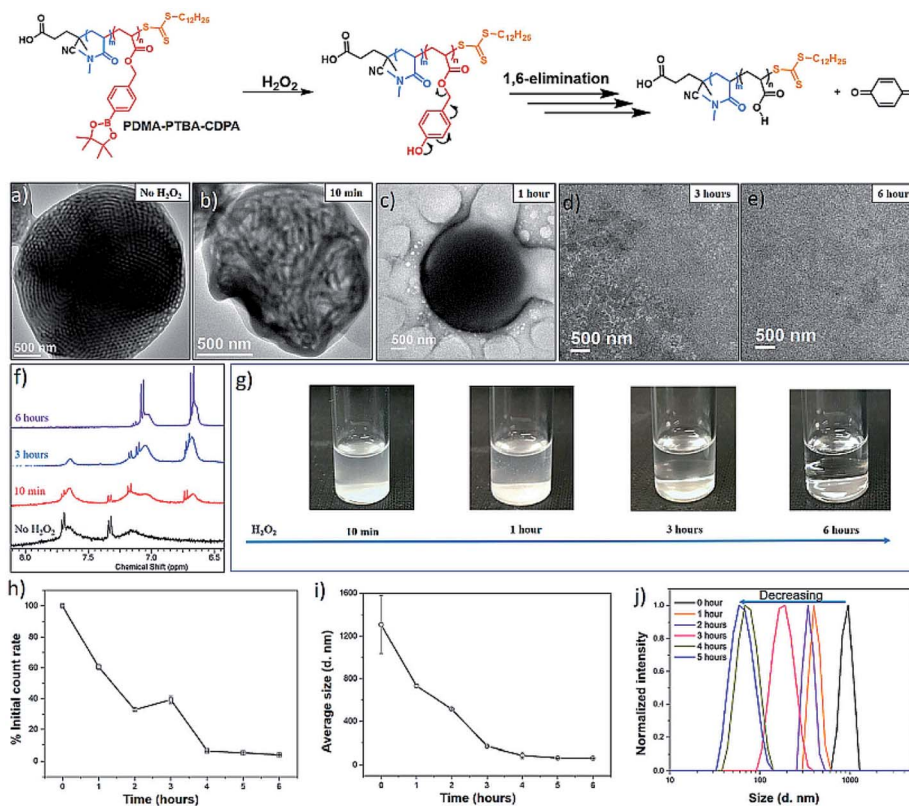 HO
CN
N
O
m
n
O
O
S
S
S-C₁₂H₂₅
B
O
O
PDMA-PTBA-CDPA
H₂O₂
HO
CN
N
O
m
n
O
O
S
S
S-C₁₂H₂₅
HO
1,6-elimination
HO
CN
N
O
m
n
O
O
H
S
S
S-C₁₂H₂₅
+
O
a)
No H₂O₂
500 nm
b)
10 min
500 nm
c)
1 hour
500 nm
d)
3 hours
500 nm
e)
6 hour
500 nm
f)
6 hours
3 hours
10 min
No H₂O₂
8.0 7.5 7.0 6.5
Chemical Shift (ppm)
g)
H₂O₂
10 min
1 hour
3 hours
6 hours
h)
% Initial count rate
100
80
60
40
20
0
0 1 2 3 4 5 6
Time (hours)
i)
Average size (d. nm)
1600
1200
800
400
0
0 1 2 3 4 5 6
Time (hours)
j)
Decreasing
0 hour
1 hour
2 hours
3 hours
4 hours
5 hours
Normalized intensity
1.0
0.8
0.6
0.4
0.2
0.0
10 100 1000
Size (d. nm)